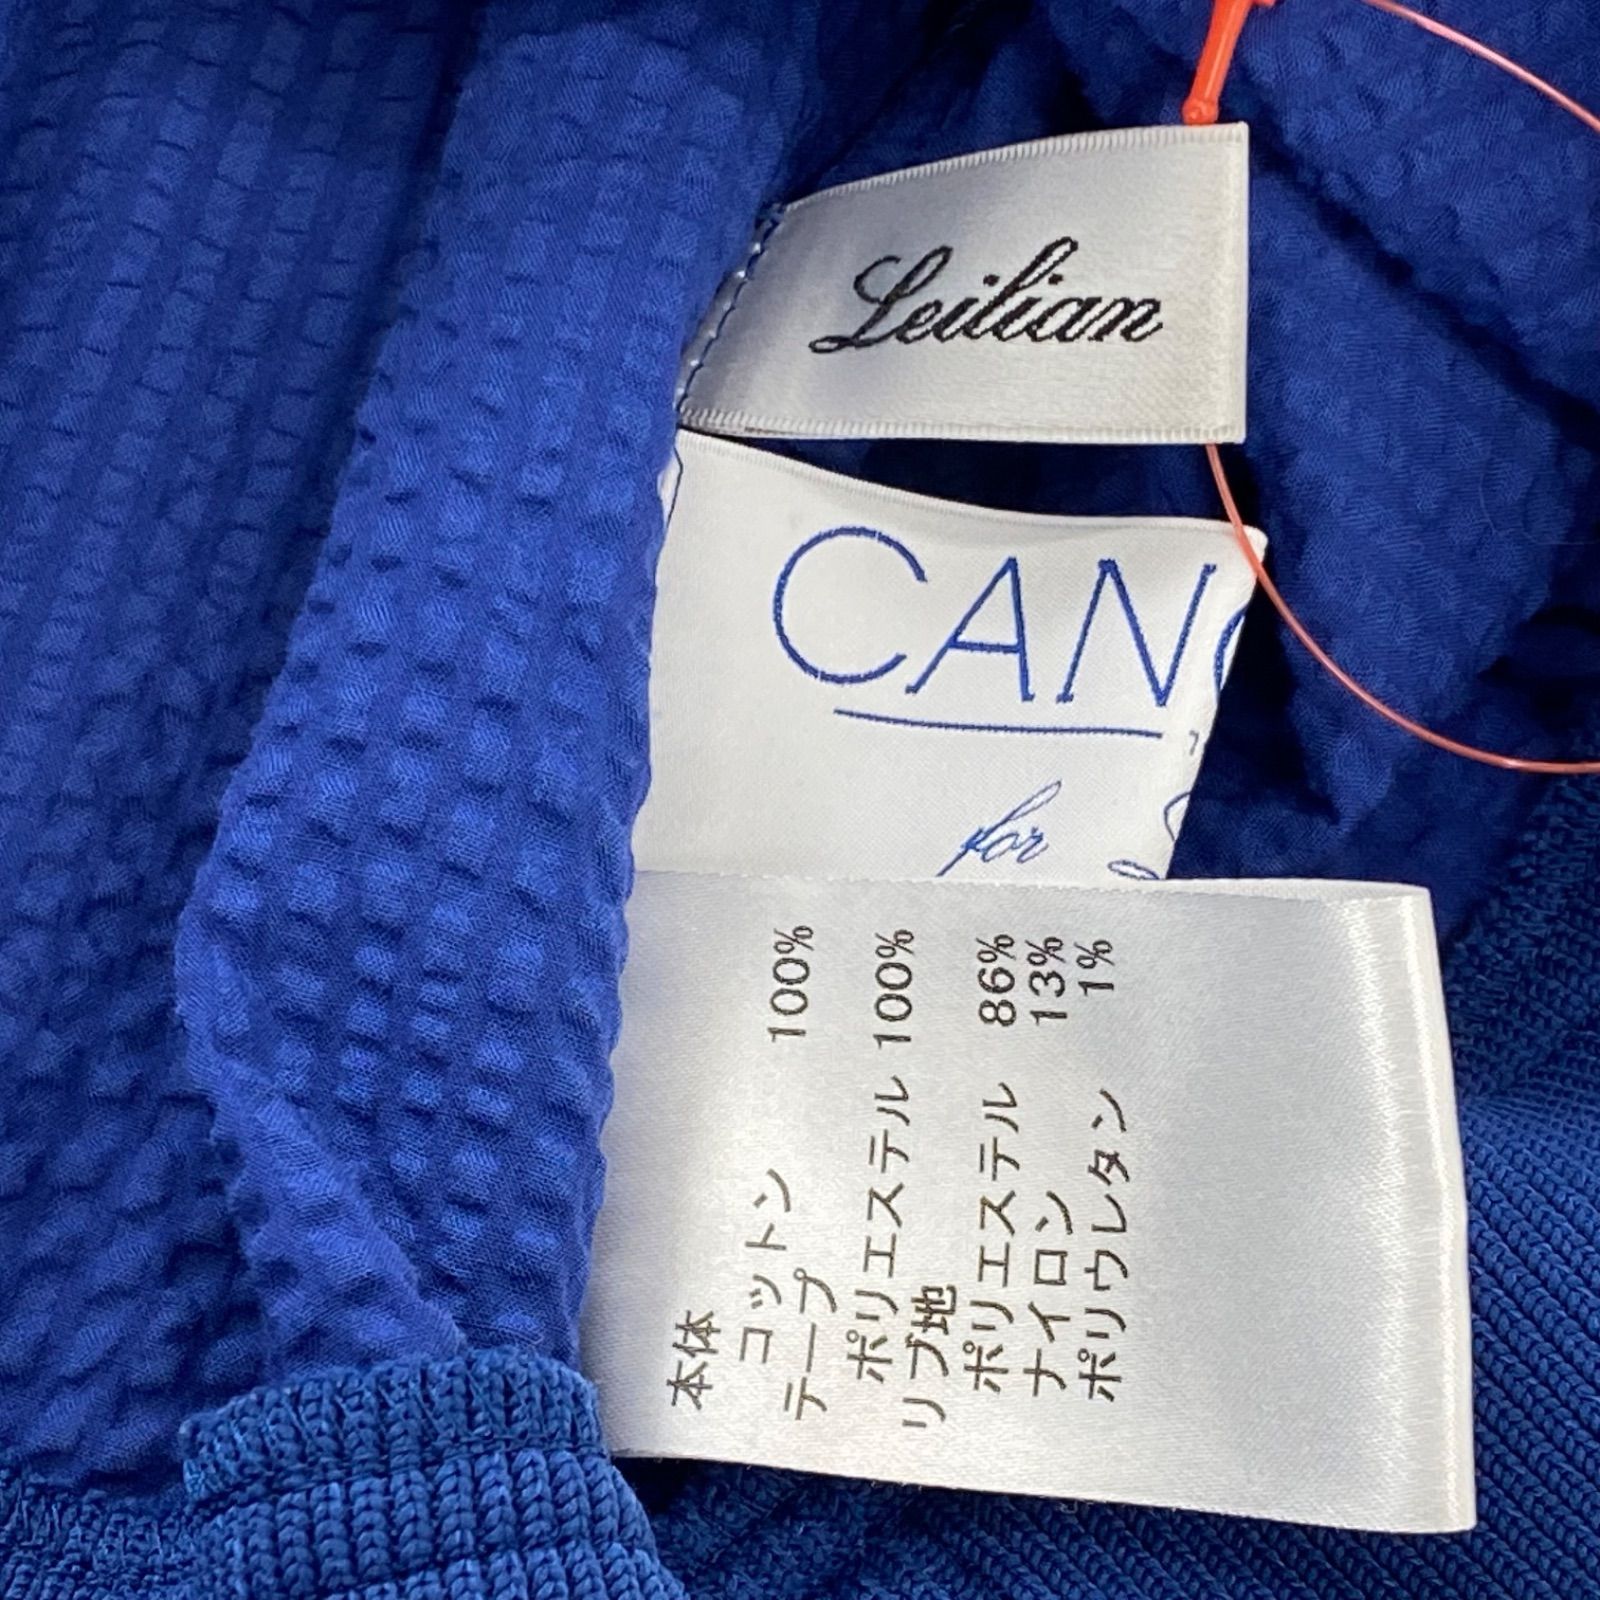 Leilian
CAN
for
本体
コットン 100%
テープ
ポリエステル 100%
リブ地
ポリエステル 86%
ナイロン 13%
ポリウレタン 1%